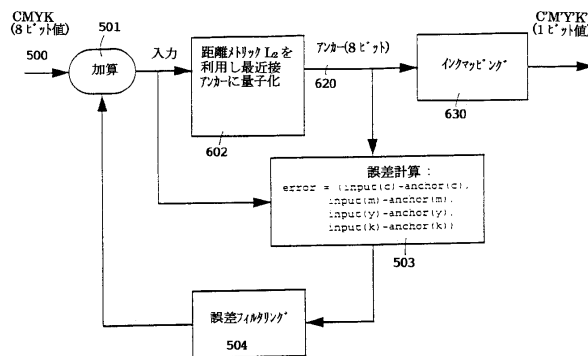 CMYK
(8 ビット値)
500
501
加算
入力
距離メトリック Lαを
利用し最近接
アンカーに量子化
602
アンカー(8 ビット)
620
インクマッピング
630
C'M'Y'K'
(1 ビット値)
誤差計算：
error = (input(c)-anchor(c),
input(m)-anchor(m),
input(y)-anchor(y),
input(k)-anchor(k))
503
誤差フィルタリング
504